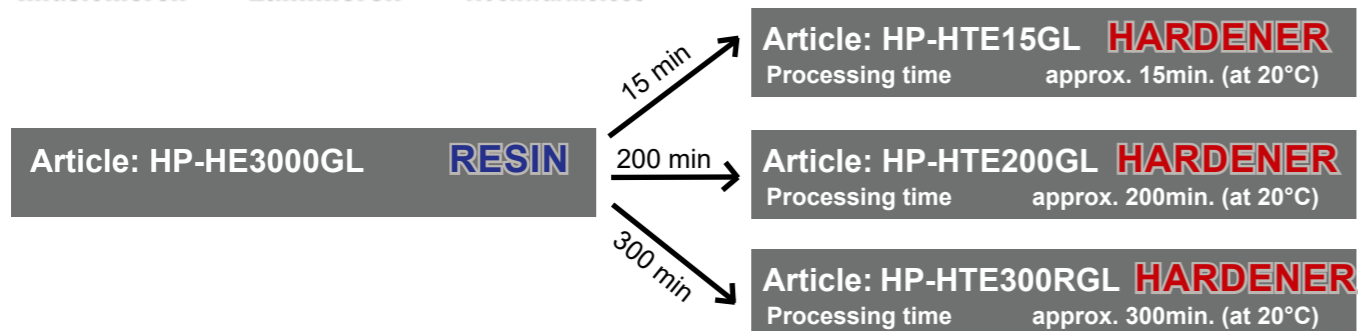 Article: HP-HE3000GL RESIN
15 min
200 min
300 min
Article: HP-HTE15GL HARDENER
Processing time approx. 15min. (at 20°C)
Article: HP-HTE200GL HARDENER
Processing time approx. 200min. (at 20°C)
Article: HP-HTE300RGL HARDENER
Processing time approx. 300min. (at 20°C)